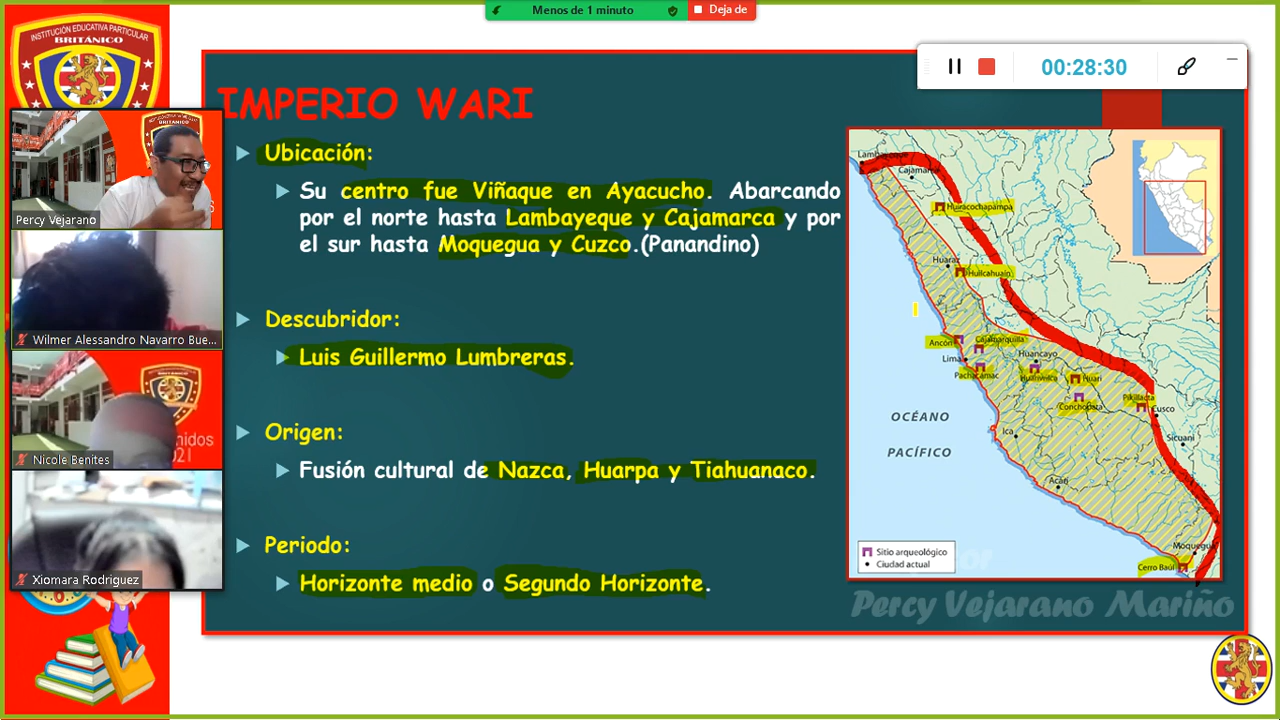 Menos de 1 minuto
Deja de
00:28:30
INSTITUCIÓN EDUCATIVA PARTICULAR
BRITÁNICO
Percy Vejarano
Wilmer Alessandro Navarro Bue...
Nicole Benites
Xiomara Rodriguez
IMPERIO WARI
Ubicación:
Su centro fue Viñaque en Ayacucho. Abarcando
por el norte hasta Lambayeque y Cajamarca y por
el sur hasta Moquegua y Cuzco.(Panandino)
Descubridor:
Luis Guillermo Lumbreras.
Origen:
Fusión cultural de Nazca, Huarpa y Tiahuanaco.
Periodo:
Horizonte medio o Segundo Horizonte.
Lambayeque
Cajamarca
Huiracochapampa
Huaraz
Huilcahuaín
Ancón
Cajamarquilla
Lima
Huancayo
Pachacámac
Huariwilca
Huari
Conchopata
Pikillacta
Cusco
OCÉANO
PACÍFICO
Ica
Sicuani
Acarí
Moquegua
Cerro Baúl
Sitio arqueológico
Ciudad actual
Percy Vejarano Mariño